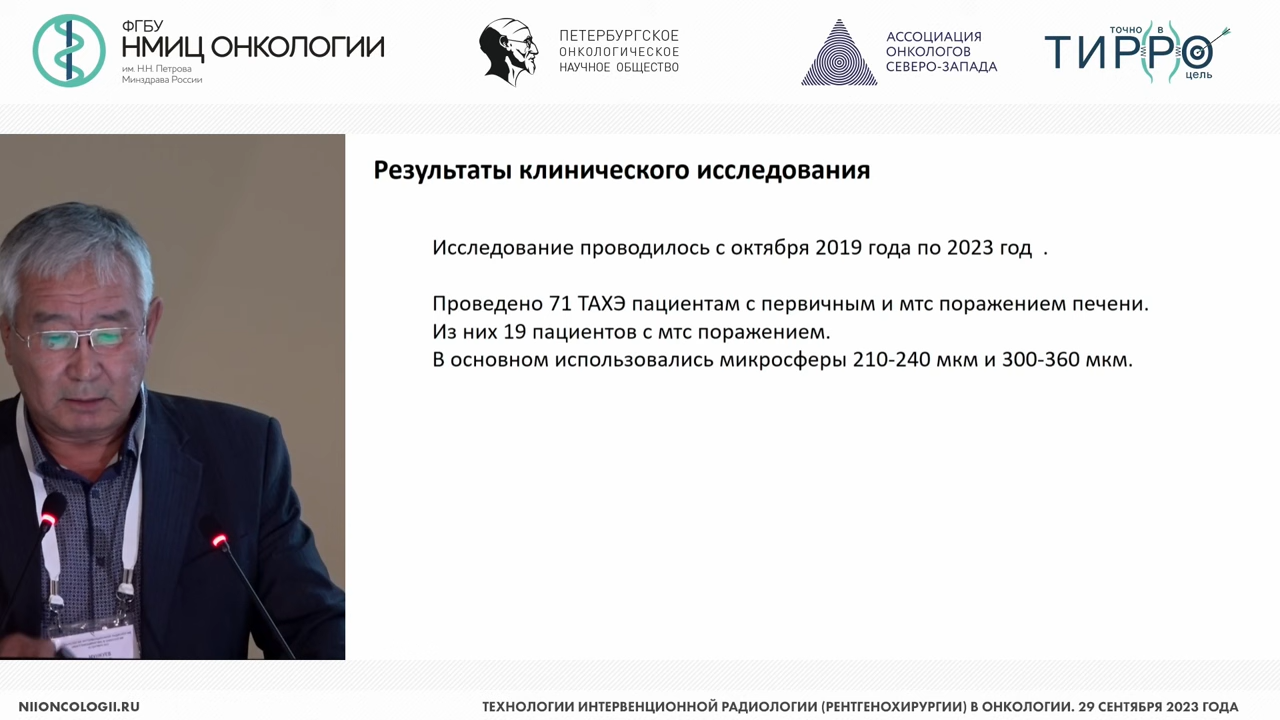 ФГБУ
НМИЦ ОНКОЛОГИИ
им. Н.Н. Петрова
Минздрава России
ПЕТЕРБУРГСКОЕ
ОНКОЛОГИЧЕСКОЕ
НАУЧНОЕ ОБЩЕСТВО
АССОЦИАЦИЯ
ОНКОЛОГОВ
СЕВЕРО-ЗАПАДА
ТОЧНО В
ТИРРО
цель
Результаты клинического исследования
Исследование проводилось с октября 2019 года по 2023 год .
Проведено 71 ТАХЭ пациентам с первичным и мтс поражением печени.
Из них 19 пациентов с мтс поражением.
В основном использовались микросферы 210-240 мкм и 300-360 мкм.
NIIONCOLOGII.RU
ТЕХНОЛОГИИ ИНТЕРВЕНЦИОННОЙ РАДИОЛОГИИ (РЕНТГЕНОХИРУРГИИ) В ОНКОЛОГИИ. 29 СЕНТЯБРЯ 2023 ГОДА